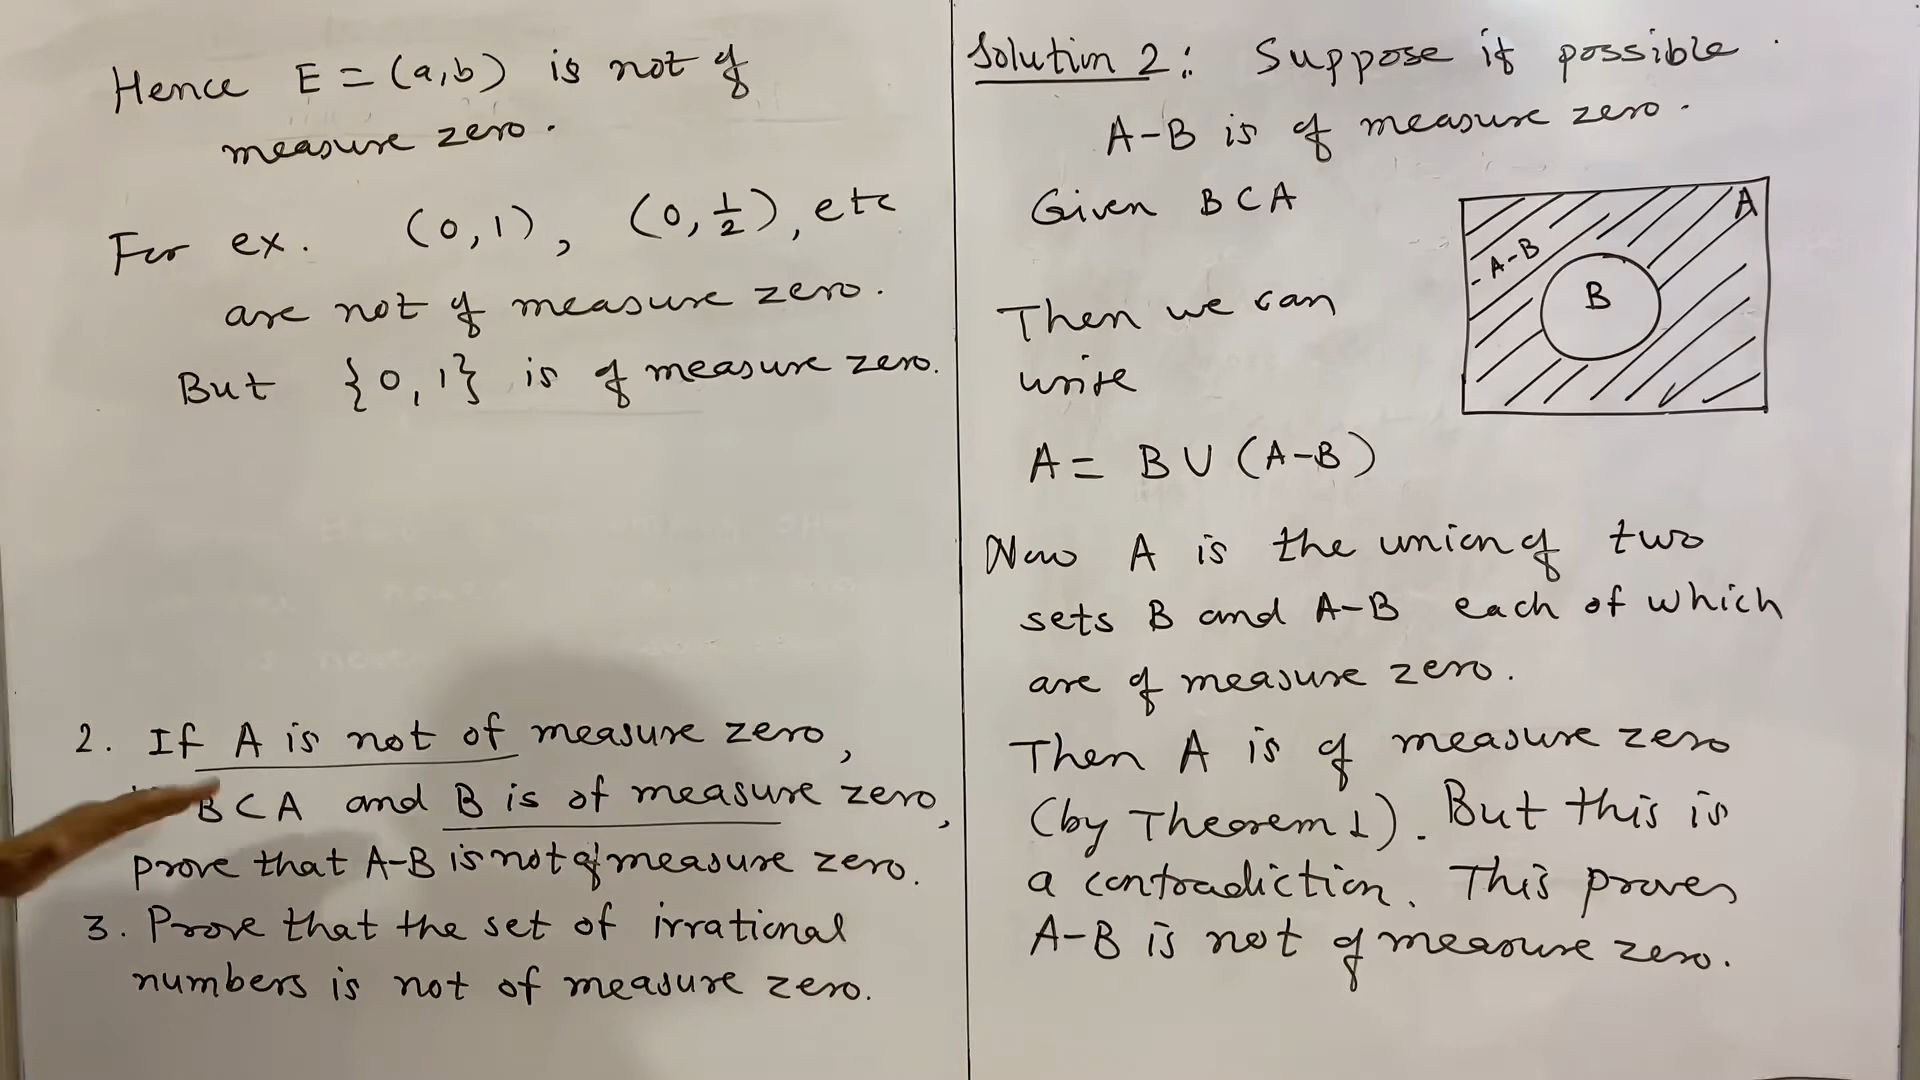 Hence E = (a,b) is not of
measure zero.
For ex. (0,1), (0,1/2), etc
are not of measure zero.
But {0,1} is of measure zero.
2. If A is not of measure zero,
B ⊂ A and B is of measure zero,
prove that A-B is not of measure zero.
3. Prove that the set of irrational
numbers is not of measure zero.
Solution 2: Suppose if possible
A-B is of measure zero.
Given B ⊂ A
Then we can
write
A = B ∪ (A-B)
A
A-B
B
Now A is the union of two
sets B and A-B each of which
are of measure zero.
Then A is of measure zero
(by Theorem 1). But this is
a contradiction. This proves
A-B is not of measure zero.